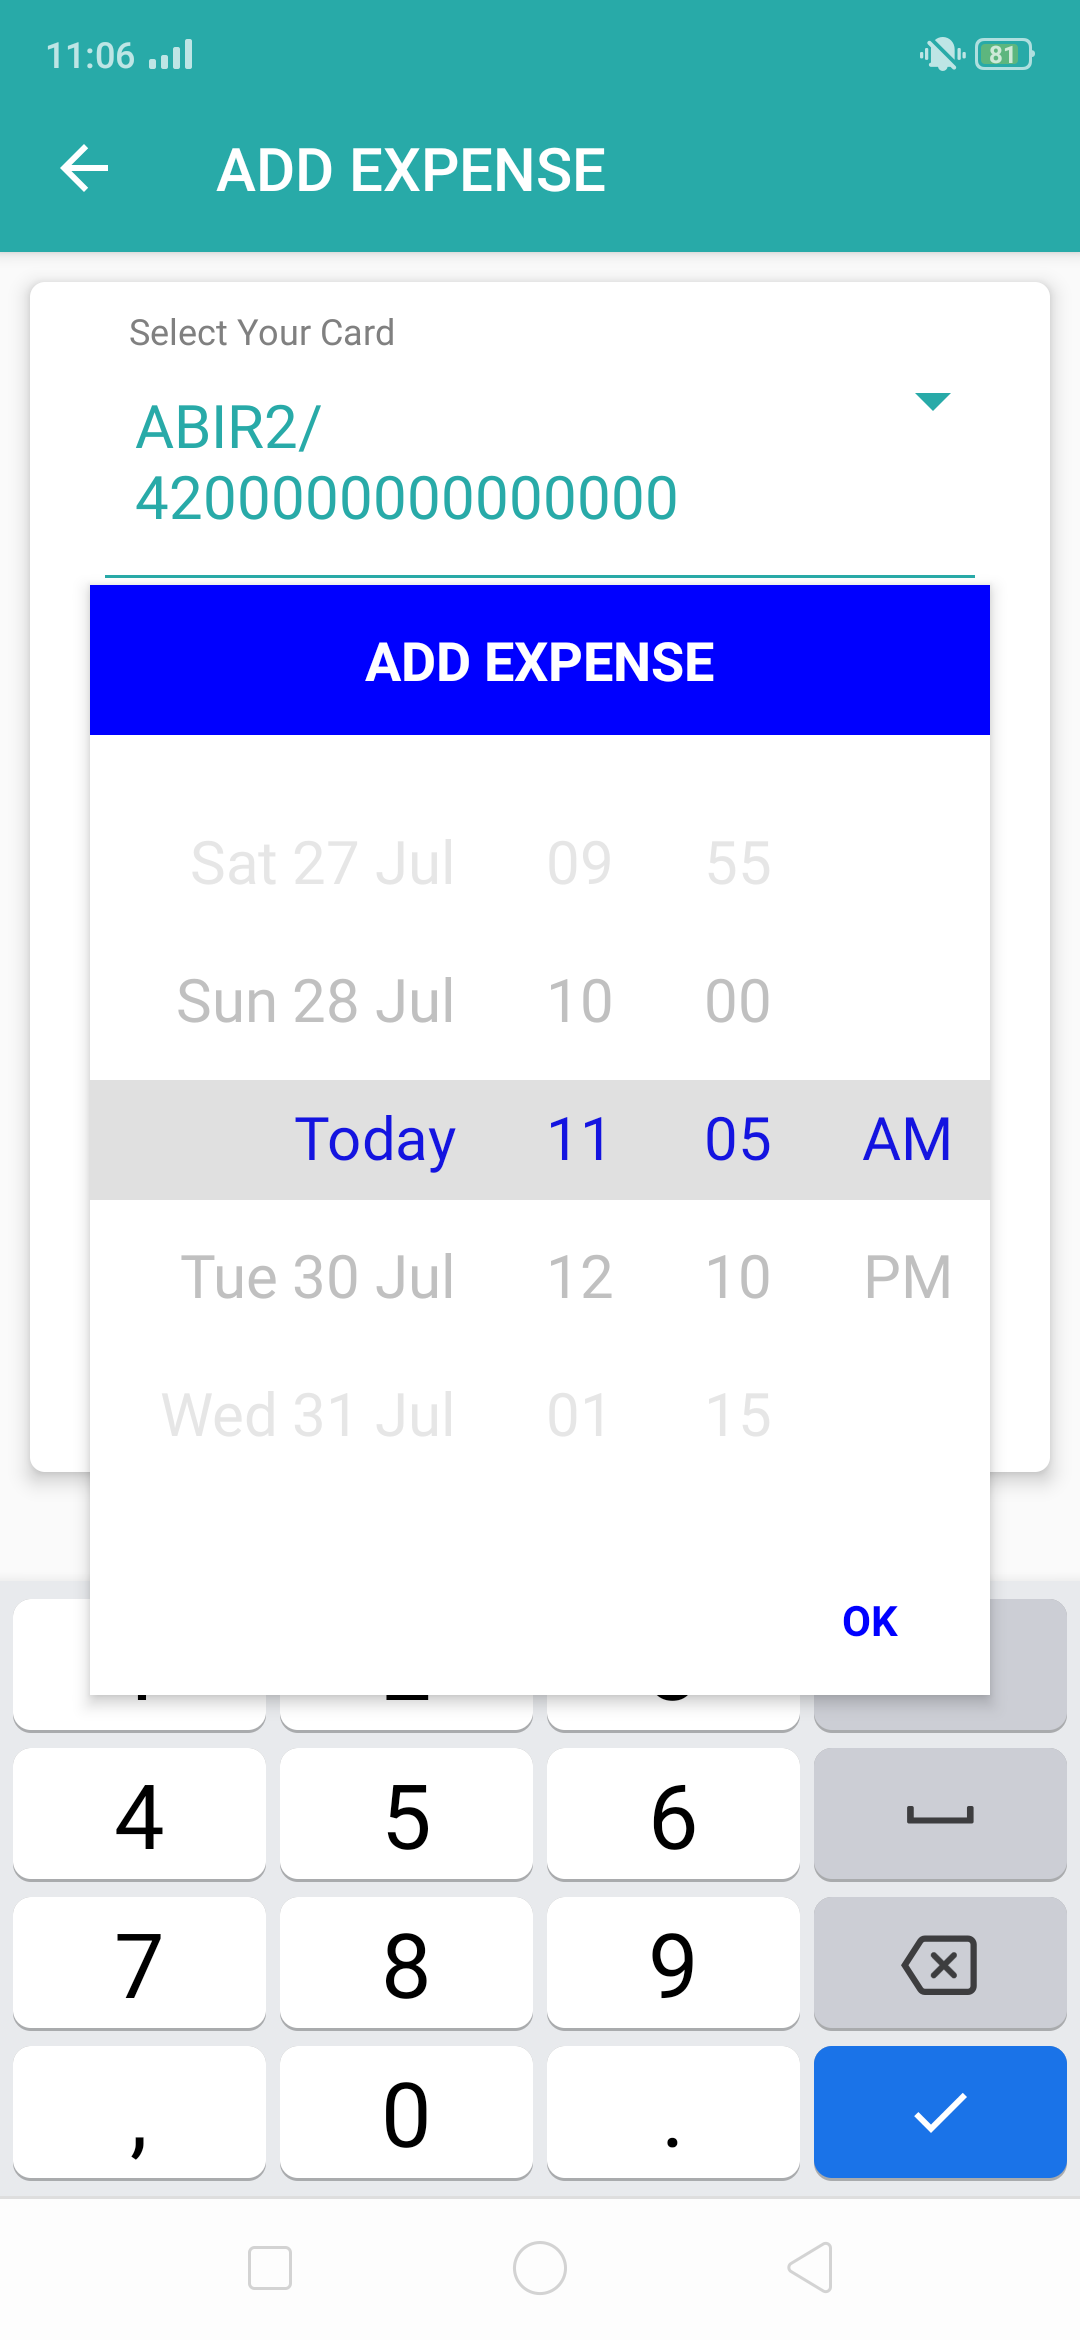 11:06 81
ADD EXPENSE
Select Your Card
ABIR2/
4200000000000000
ADD EXPENSE
Sat 27 Jul 09 55
Sun 28 Jul 10 00
Today 11 05 AM
Tue 30 Jul 12 10 PM
Wed 31 Jul 01 15
OK
4 5 6
7 8 9
, 0 .